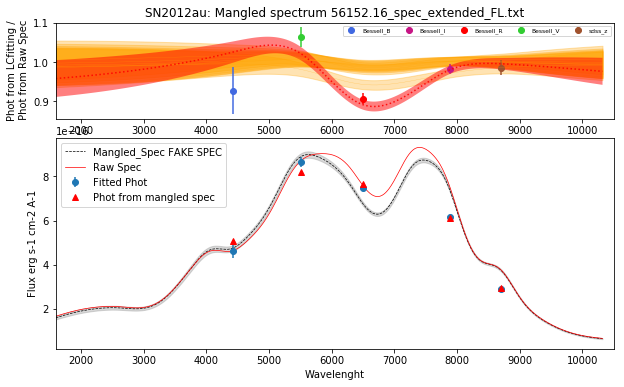 SN2012au: Mangled spectrum 56152.16_spec_extended_FL.txt
Phot from LCfitting /
Phot from Raw Spec
1.1
1.0
0.9
Bessell_B
Bessell_I
Bessell_R
Bessell_V
sdss_z
2000 3000 4000 5000 6000 7000 8000 9000 10000
1e−16
Flux erg s-1 cm-2 A-1
8
6
4
2
Mangled_Spec FAKE SPEC
Raw Spec
Fitted Phot
Phot from mangled spec
2000 3000 4000 5000 6000 7000 8000 9000 10000
Wavelenght